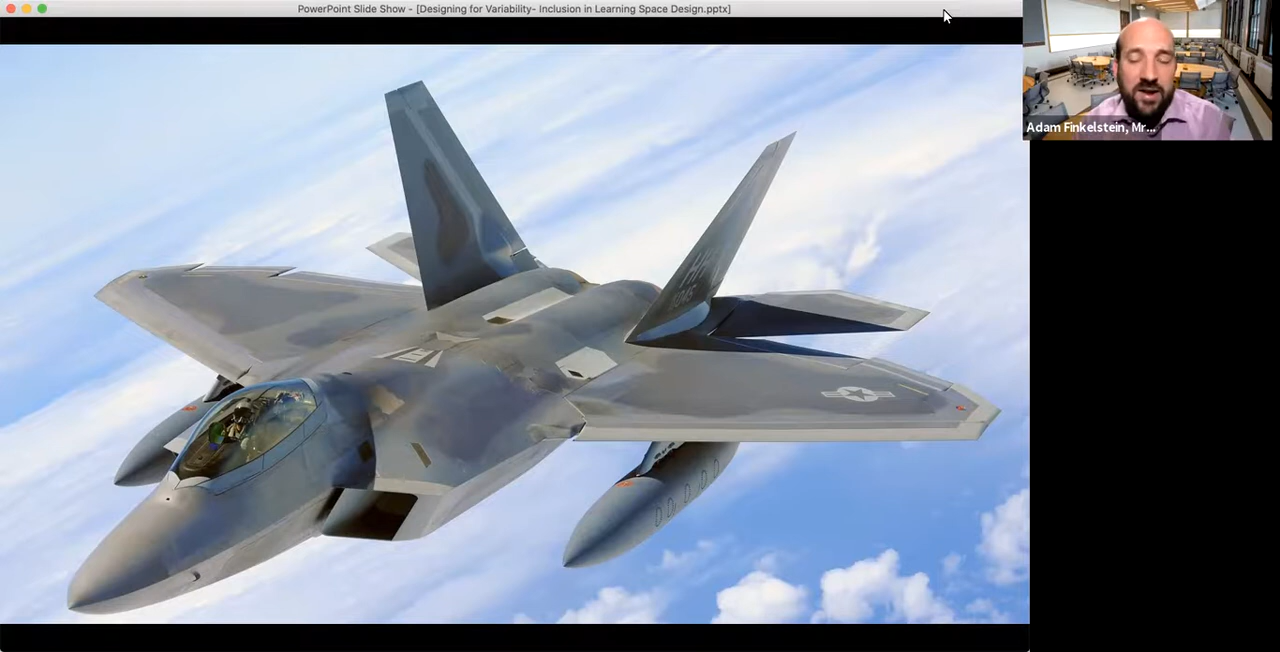 PowerPoint Slide Show - [Designing for Variability- Inclusion in Learning Space Design.pptx]
Adam Finkelstein, Mr...